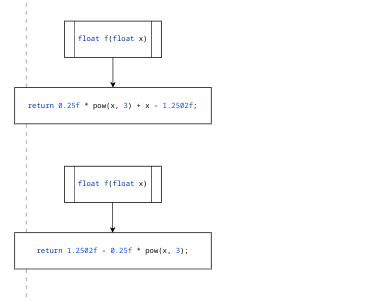 float f(float x)
return 0.25f * pow(x, 3) + x - 1.2502f;
float f(float x)
return 1.2502f - 0.25f * pow(x, 3);